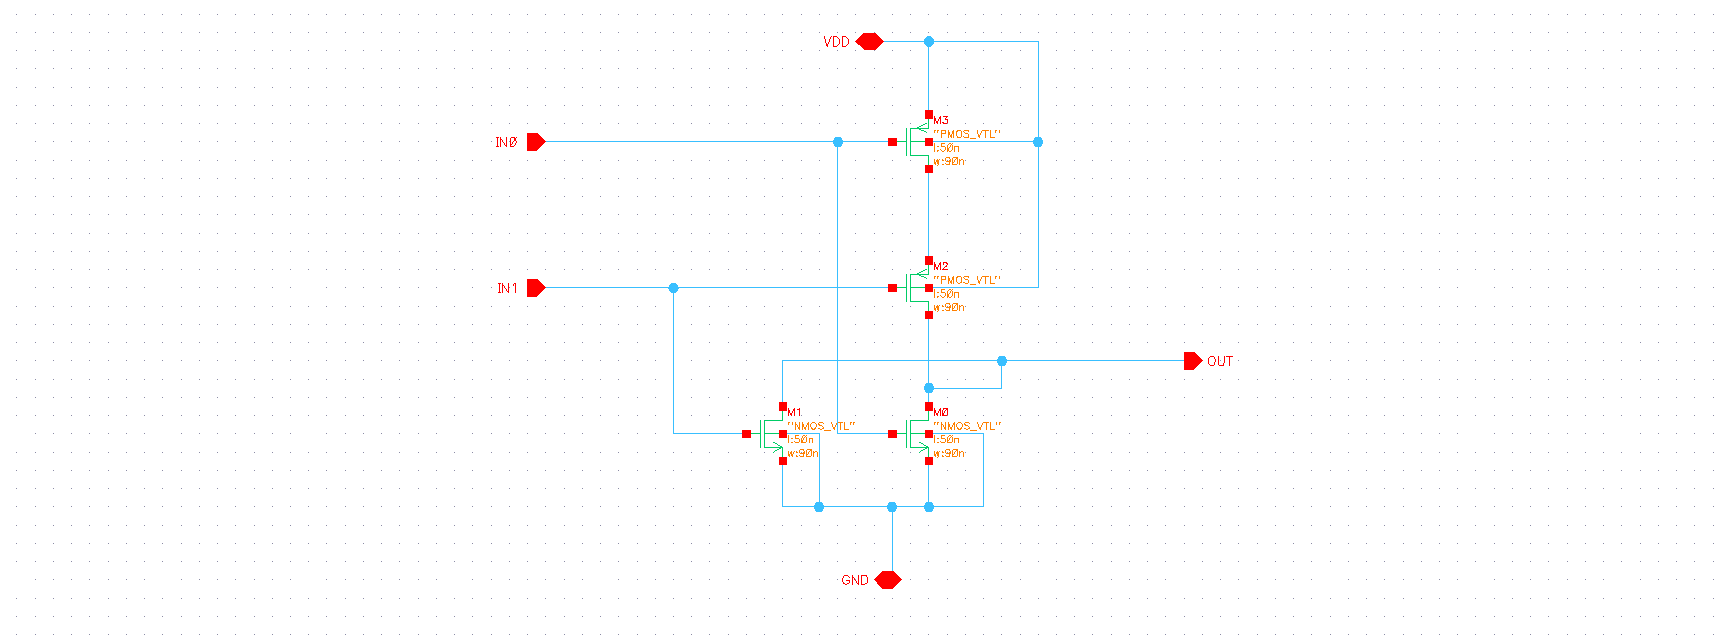 VDD
M3
"PMOS_VTL"
l:50n
w:90n
IN0
M2
"PMOS_VTL"
l:50n
w:90n
IN1
OUT
M1
"NMOS_VTL"
l:50n
w:90n
M0
"NMOS_VTL"
l:50n
w:90n
GND